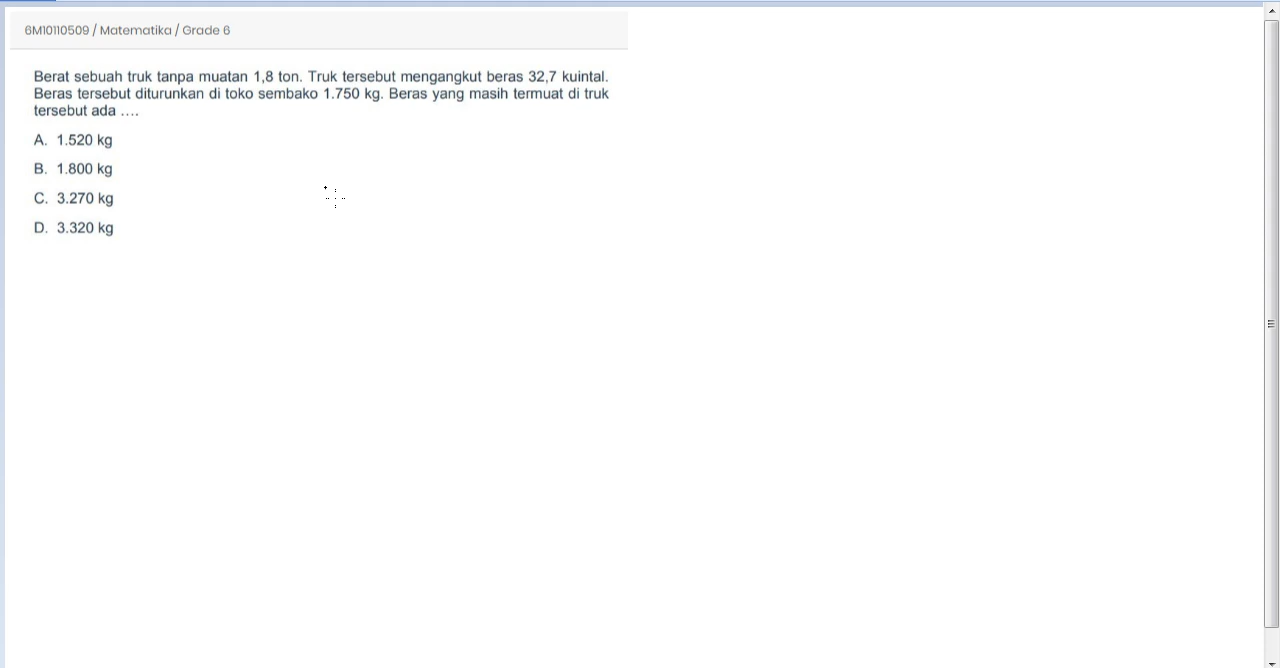 6M10110509 / Matematika / Grade 6
Berat sebuah truk tanpa muatan 1,8 ton. Truk tersebut mengangkut beras 32,7 kuintal.
Beras tersebut diturunkan di toko sembako 1.750 kg. Beras yang masih termuat di truk
tersebut ada ….
A. 1.520 kg
B. 1.800 kg
C. 3.270 kg
D. 3.320 kg